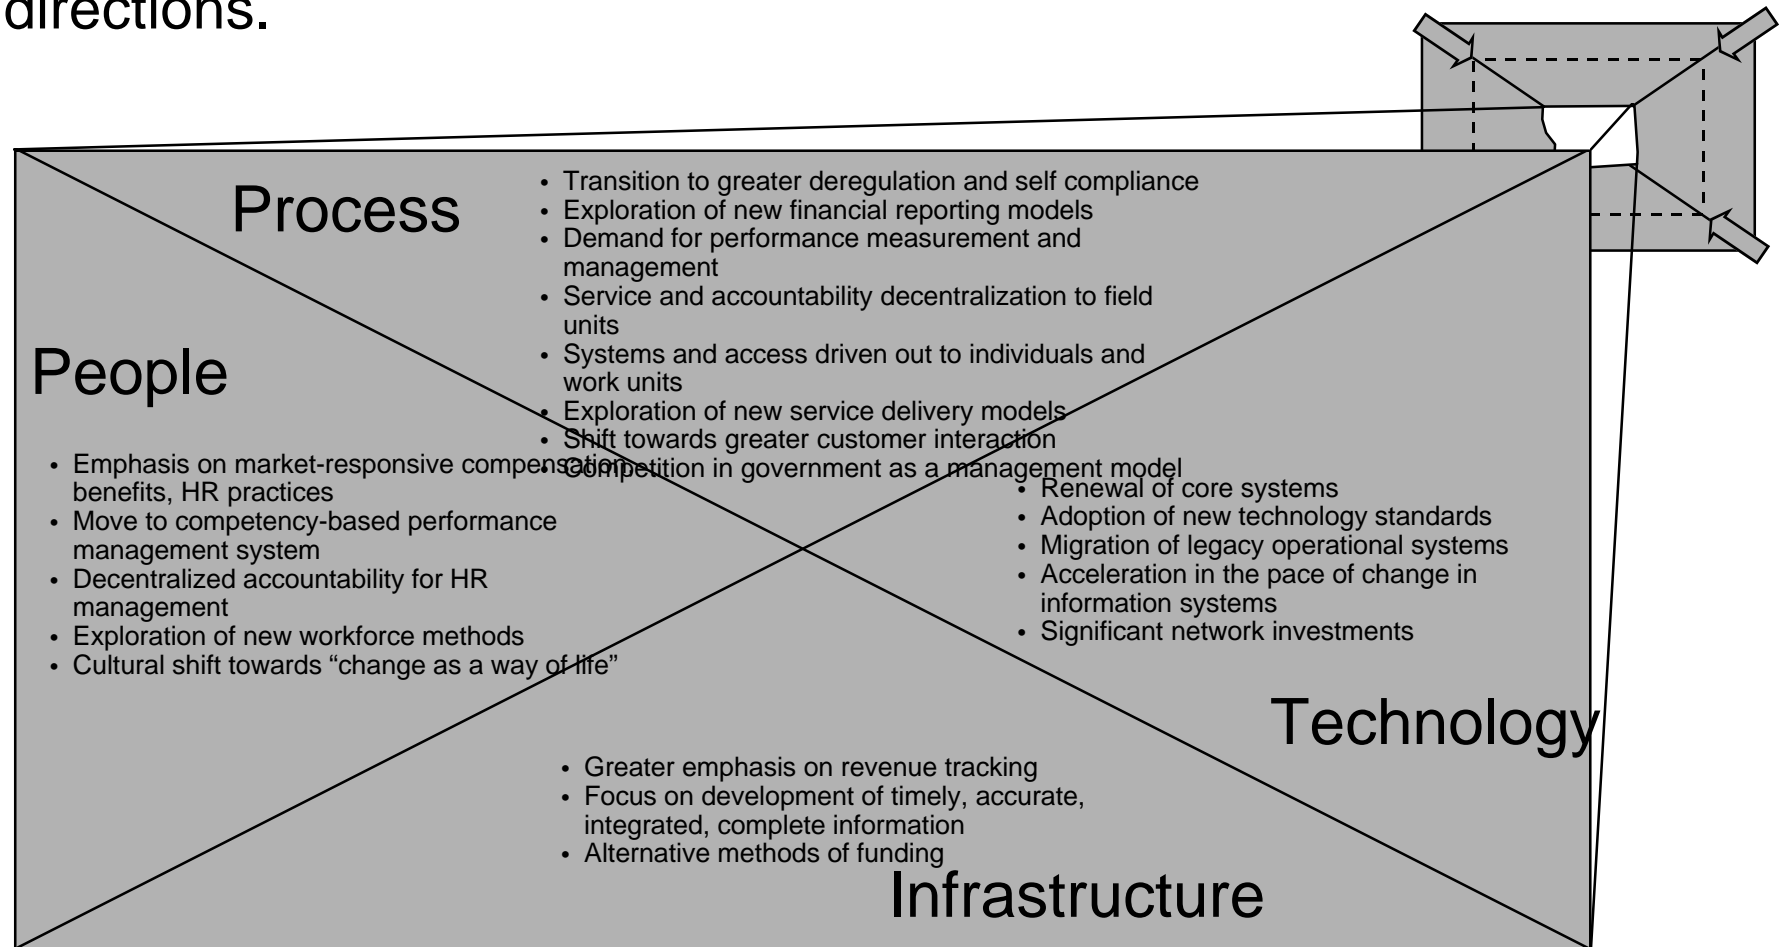 directions.
Process
• Transition to greater deregulation and self compliance
• Exploration of new financial reporting models
• Demand for performance measurement and
management
• Service and accountability decentralization to field
units
• Systems and access driven out to individuals and
work units
• Exploration of new service delivery models
• Shift towards greater customer interaction
• Competition in government as a management model
People
• Emphasis on market-responsive compensation,
benefits, HR practices
• Move to competency-based performance
management system
• Decentralized accountability for HR
management
• Exploration of new workforce methods
• Cultural shift towards “change as a way of life”
• Renewal of core systems
• Adoption of new technology standards
• Migration of legacy operational systems
• Acceleration in the pace of change in
information systems
• Significant network investments
Technology
• Greater emphasis on revenue tracking
• Focus on development of timely, accurate,
integrated, complete information
• Alternative methods of funding
Infrastructure